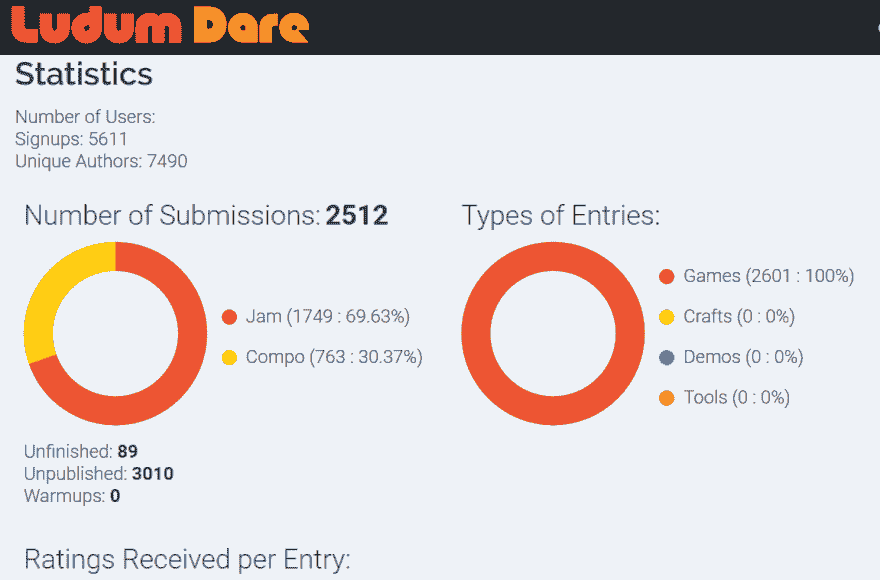 Ludum Dare
Statistics
Number of Users:
Signups: 5611
Unique Authors: 7490
Number of Submissions: 2512
Jam (1749 : 69.63%)
Compo (763 : 30.37%)
Unfinished: 89
Unpublished: 3010
Warmups: 0
Types of Entries:
Games (2601 : 100%)
Crafts (0 : 0%)
Demos (0 : 0%)
Tools (0 : 0%)
Ratings Received per Entry: